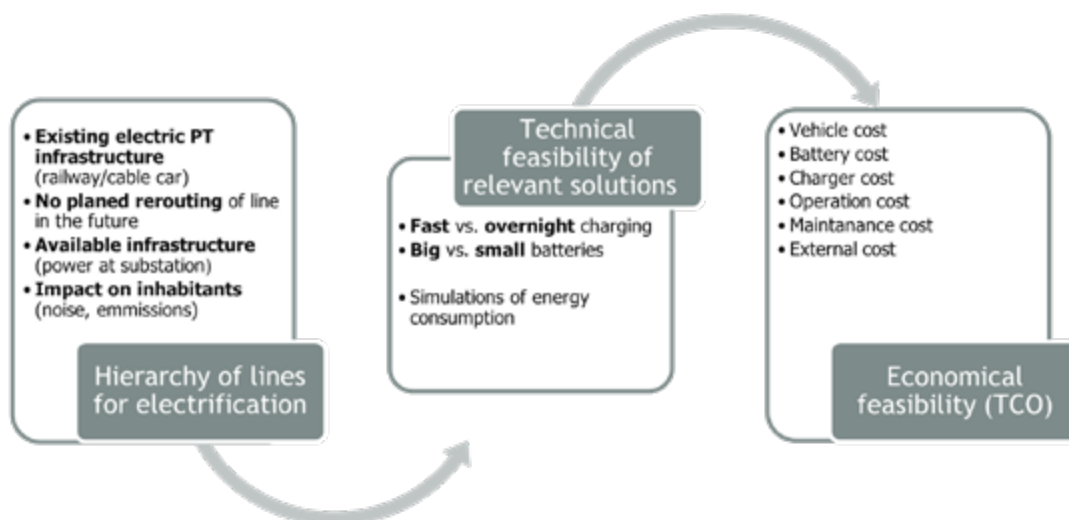 • Existing electric PT
infrastructure
(railway/cable car)
• No planed rerouting of line
in the future
• Available infrastructure
(power at substation)
• Impact on inhabitants
(noise, emmissions)
Hierarchy of lines
for electrification
Technical
feasibility of
relevant solutions
• Fast vs. overnight charging
• Big vs. small batteries
• Simulations of energy
consumption
• Vehicle cost
• Battery cost
• Charger cost
• Operation cost
• Maintanance cost
• External cost
Economical
feasibility (TCO)